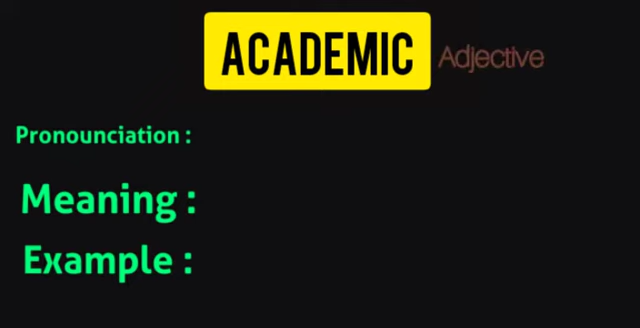 ACADEMIC Adjective
Pronounciation :
Meaning :
Example :